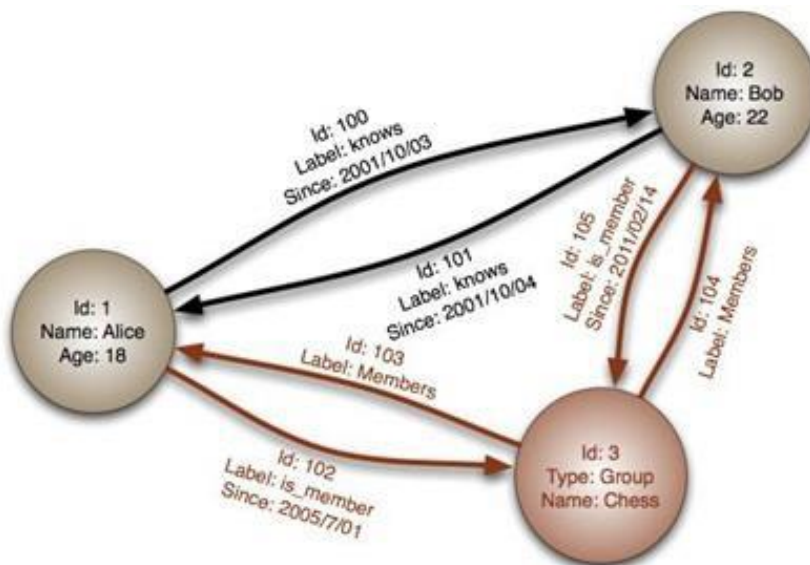 Id: 2
Name: Bob
Age: 22
Id: 100
Label: knows
Since: 2001/10/03
Id: 101
Label: knows
Since: 2001/10/04
Id: 105
Label: is_member
Since: 2011/02/14
Id: 104
Label: Members
Id: 1
Name: Alice
Age: 18
Id: 103
Label: Members
Id: 102
Label: is_member
Since: 2005/7/01
Id: 3
Type: Group
Name: Chess